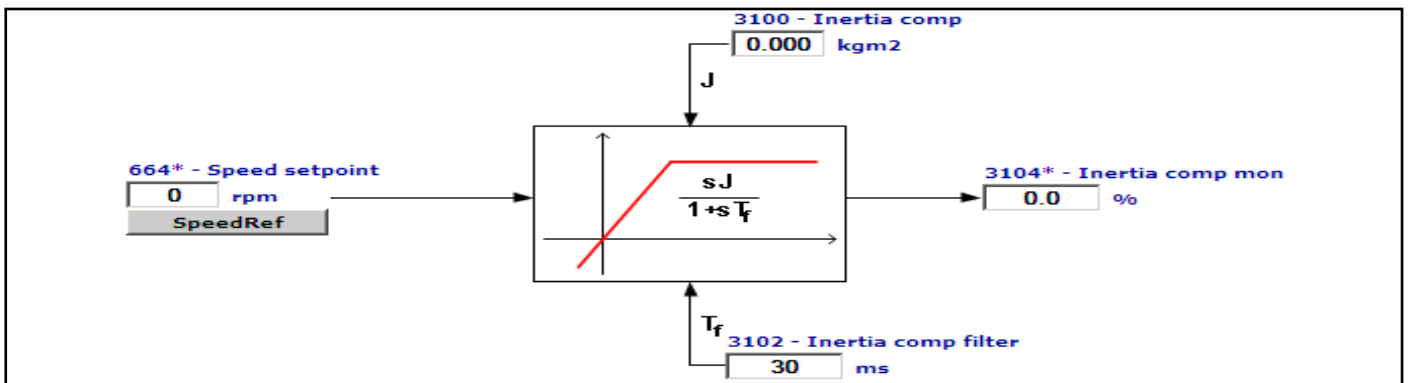 3100 - Inertia comp
0.000 kgm2
J
664* - Speed setpoint
0 rpm
SpeedRef
sJ
1+sTf
3104* - Inertia comp mon
0.0 %
Tf
3102 - Inertia comp filter
30 ms